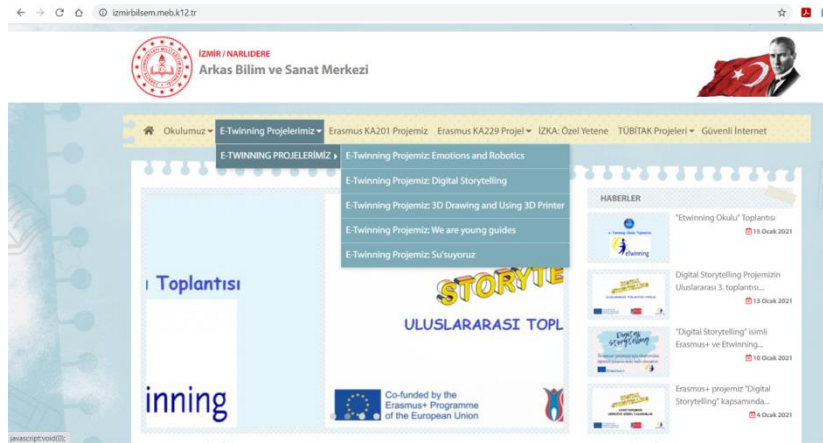 izmirbilsem.meb.k12.tr
İZMİR / NARLIDERE
Arkas Bilim ve Sanat Merkezi
Okulumuz E-Twinning Projelerimiz Erasmus KA201 Projemiz Erasmus KA229 Projel İZKA: Özel Yetene TÜBİTAK Projeleri Güvenli İnternet
E-TWINNING PROJELERİMİZ
E-Twinning Projemiz: Emotions and Robotics
E-Twinning Projemiz: Digital Storytelling
E-Twinning Projemiz: 3D Drawing and Using 3D Printer
E-Twinning Projemiz: We are young guides
E-Twinning Projemiz: Su'suyoruz
ı Toplantısı
inning
STORYTE
ULUSLARARASI TOPL
Co-funded by the
Erasmus+ Programme
of the European Union
HABERLER
"Etwinning Okulu" Toplantısı
15 Ocak 2021
Digital Storytelling Projemizin
Uluslararası 3. toplantısı...
13 Ocak 2021
"Digital Storytelling" isimli
Erasmus+ ve Etwinning...
10 Ocak 2021
Erasmus+ projemiz "Digital
Storytelling" kapsamında...
4 Ocak 2021
javascript:void(0);